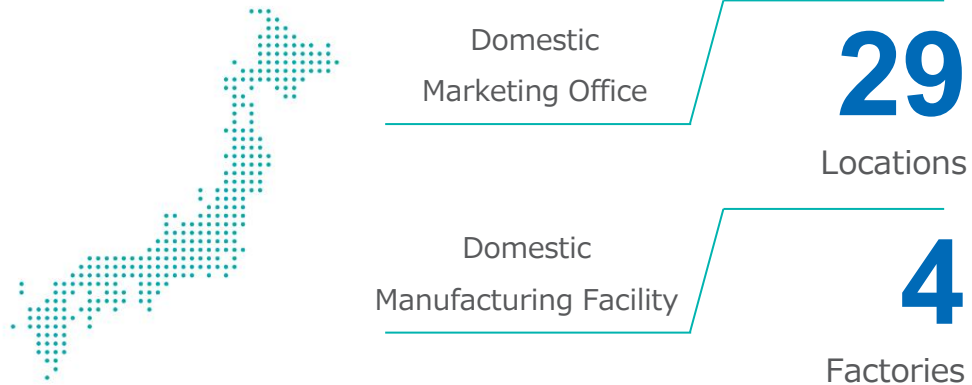 Domestic
Marketing Office
29
Locations
Domestic
Manufacturing Facility
4
Factories